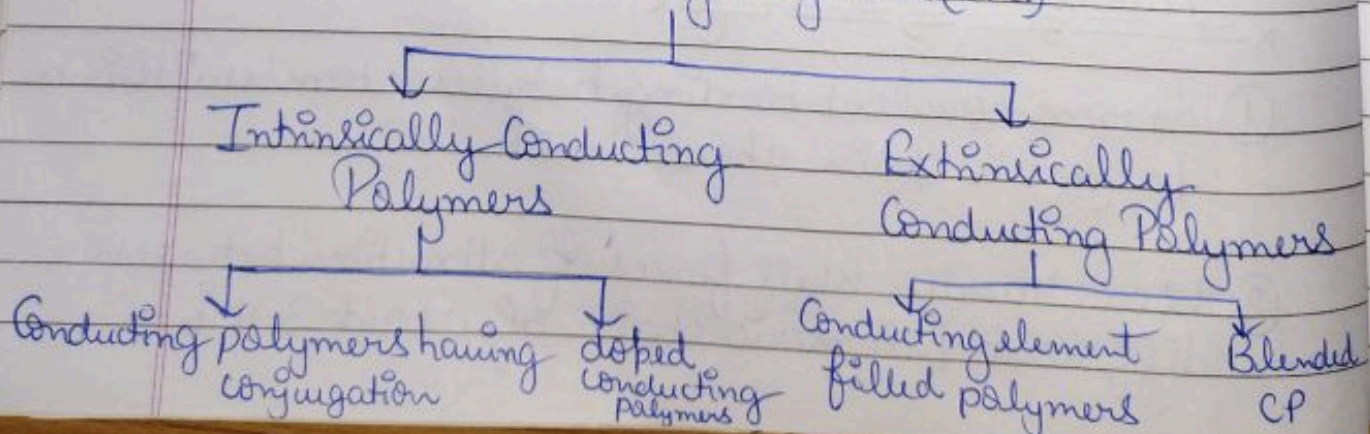 Intrinsically Conducting
Polymers
Extrinsically
Conducting Polymers
Conducting polymers having
conjugation
doped
conducting
polymers
Conducting element
filled polymers
Blended
CP